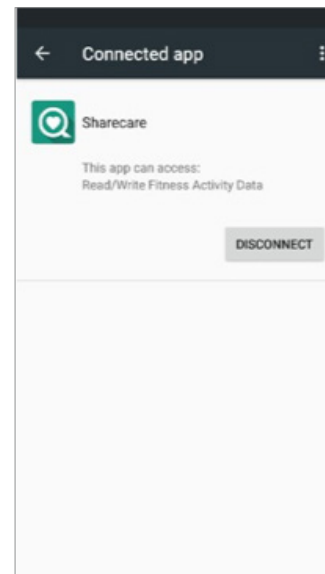 Connected app
Sharecare
This app can access:
Read/Write Fitness Activity Data
DISCONNECT